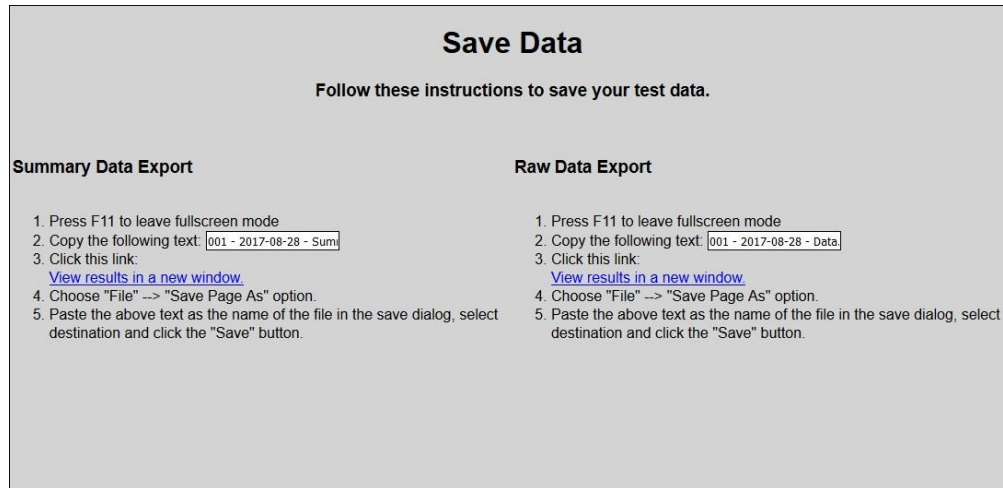 Save Data
Follow these instructions to save your test data.
Summary Data Export
1. Press F11 to leave fullscreen mode
2. Copy the following text: 001 - 2017-08-28 -
3. Click this link:
View results in a new window.
4. Choose "File" --> "Save Page As" option.
5. Paste the above text as the name of the file in the save dialog, select
destination and click the "Save" button.
Raw Data Export
1. Press F11 to leave fullscreen mode
2. Copy the following text: 001 - 2017-08-28 - Data.
3. Click this link:
View results in a new window.
4. Choose "File" --> "Save Page As" option.
5. Paste the above text as the name of the file in the save dialog, select
destination and click the "Save" button.